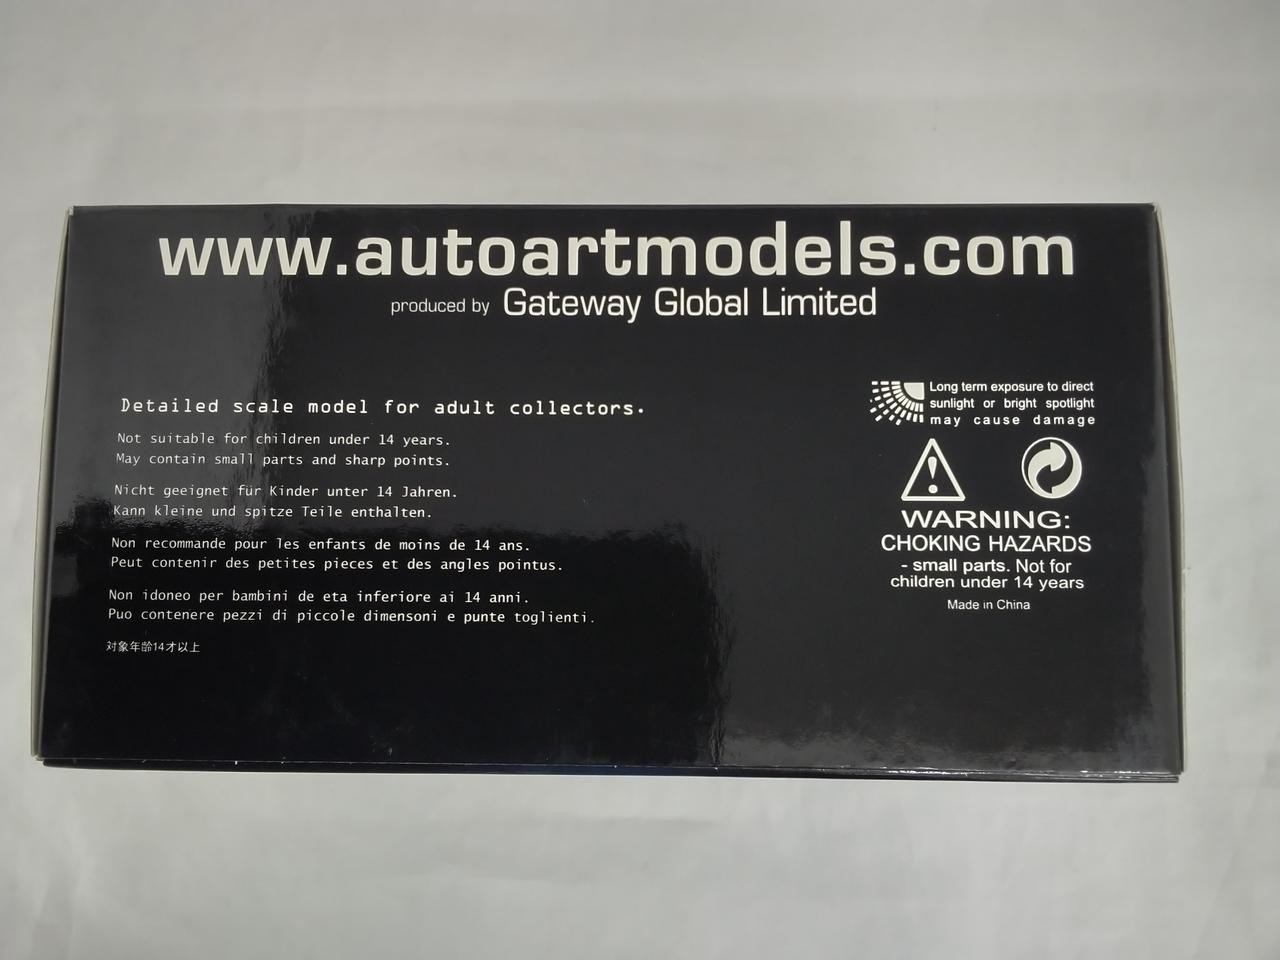 www.autoartmodels.com
produced by Gateway Global Limited
Detailed scale model for adult collectors.
Not suitable for children under 14 years.
May contain small parts and sharp points.
Nicht geeignet für Kinder unter 14 Jahren.
Kann kleine und spitze Teile enthalten.
Non recommande pour les enfants de moins de 14 ans.
Peut contenir des petites pieces et des angles pointus.
Non idoneo per bambini de eta inferiore ai 14 anni.
Puo contenere pezzi di piccole dimensoni e punte toglienti.
対象年齢14才以上
Long term exposure to direct
sunlight or bright spotlight
may cause damage
WARNING:
CHOKING HAZARDS
- small parts. Not for
children under 14 years
Made in China